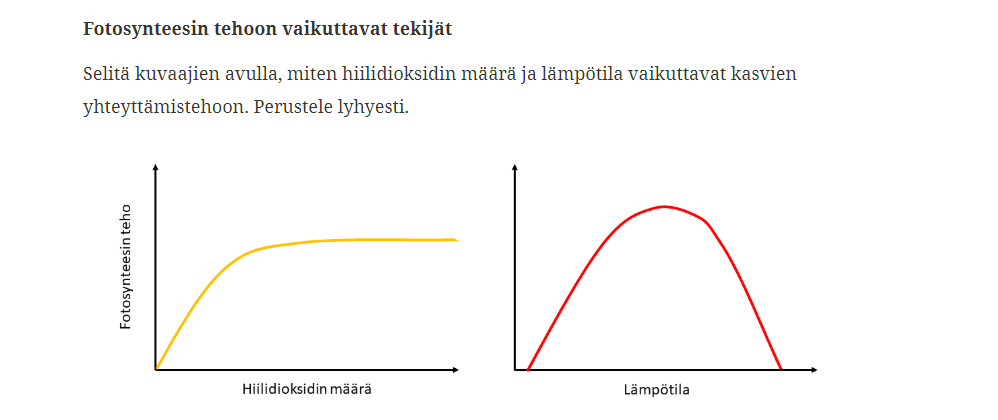 Fotosynteesin tehoon vaikuttavat tekijät
Selitä kuvaajien avulla, miten hiilidioksidin määrä ja lämpötila vaikuttavat kasvien
yhteyttämistehoon. Perustele lyhyesti.
Fotosynteesin teho
Hiilidioksidin määrä
Lämpötila